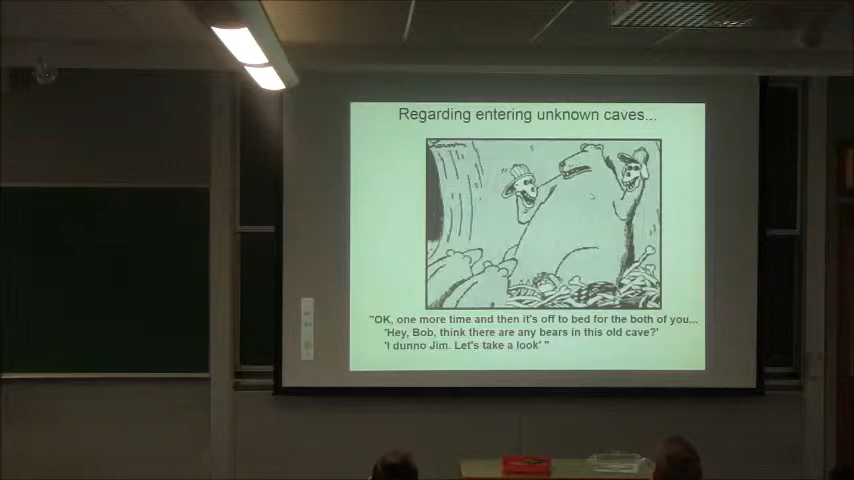 Regarding entering unknown caves...
"OK, one more time and then it's off to bed for the both of you...
'Hey, Bob, think there are any bears in this old cave?'
'I dunno Jim. Let's take a look' "